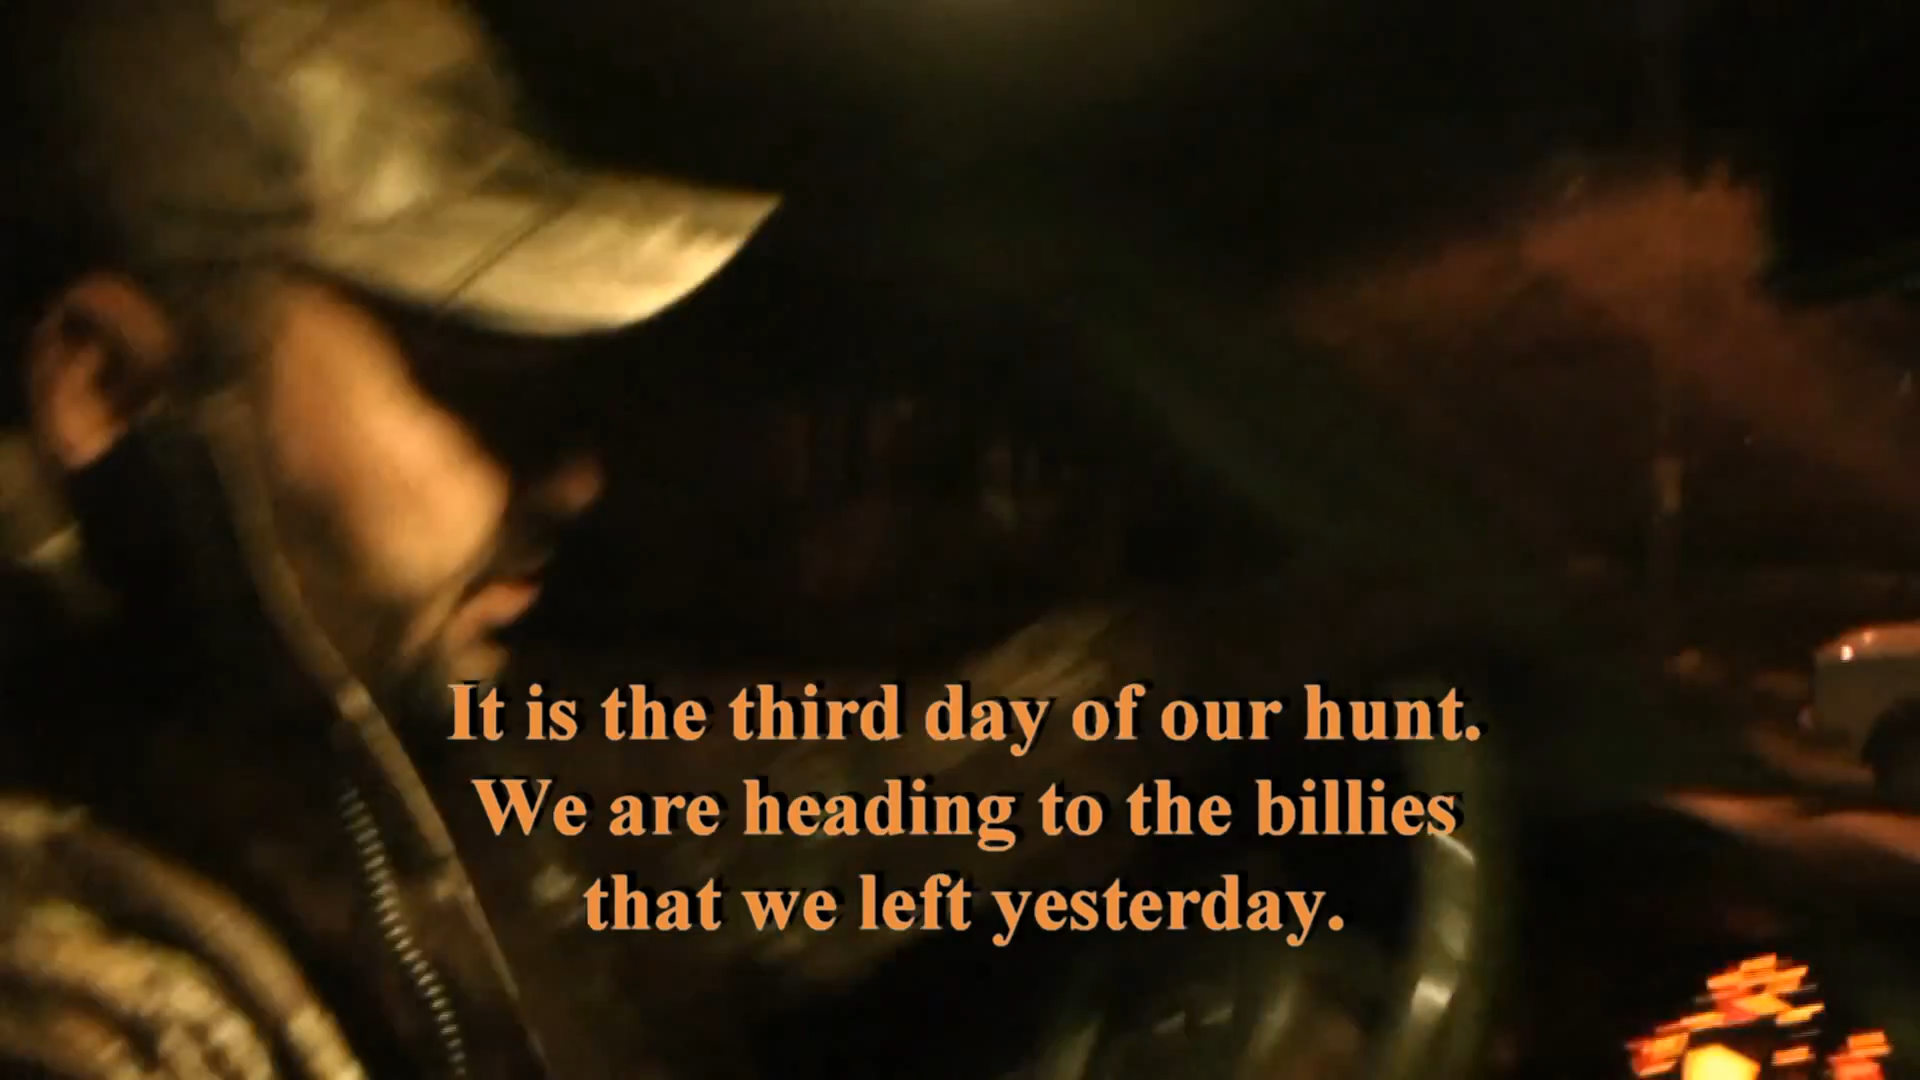 It is the third day of our hunt.
We are heading to the billies
that we left yesterday.